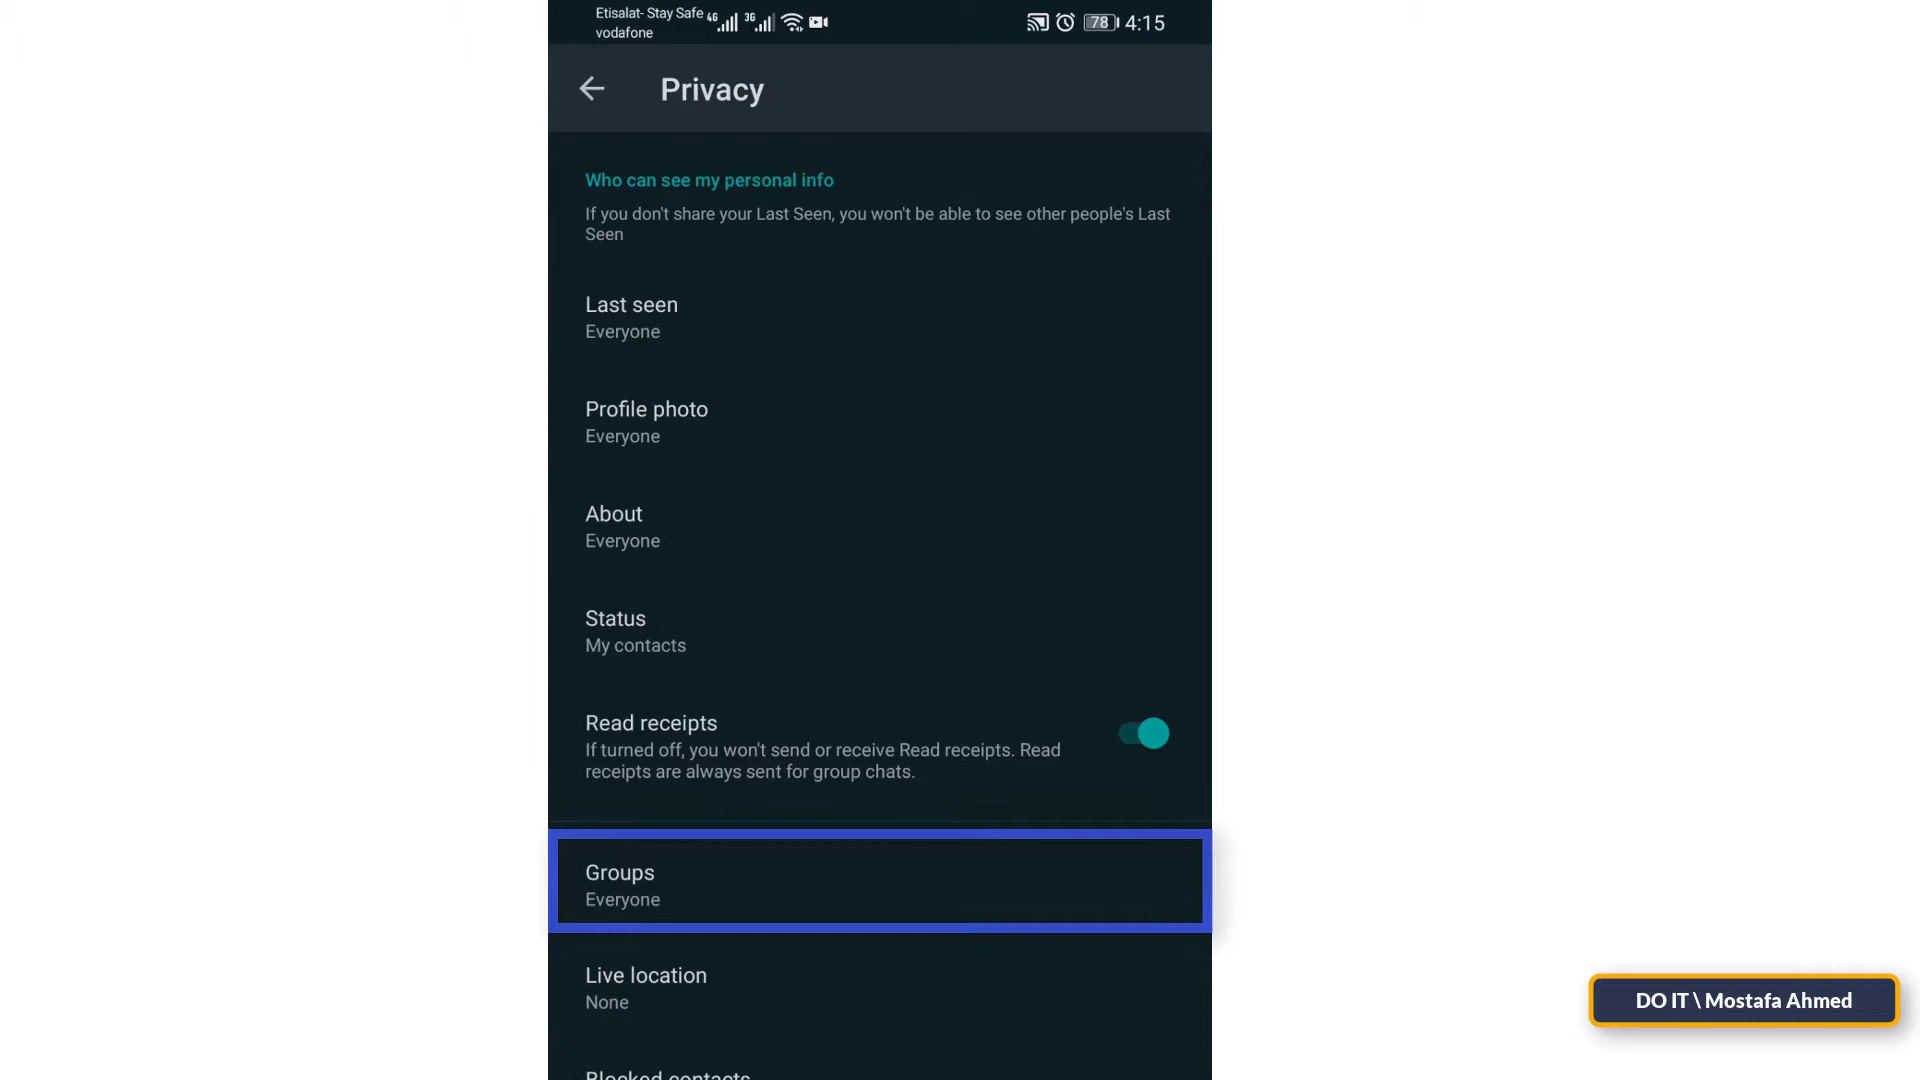 Etisalat- Stay Safe 4G 3G
vodafone
78 4:15
Privacy
Who can see my personal info
If you don't share your Last Seen, you won't be able to see other people's Last
Seen
Last seen
Everyone
Profile photo
Everyone
About
Everyone
Status
My contacts
Read receipts
If turned off, you won't send or receive Read receipts. Read
receipts are always sent for group chats.
Groups
Everyone
Live location
None
Blocked contacts
DO IT \ Mostafa Ahmed